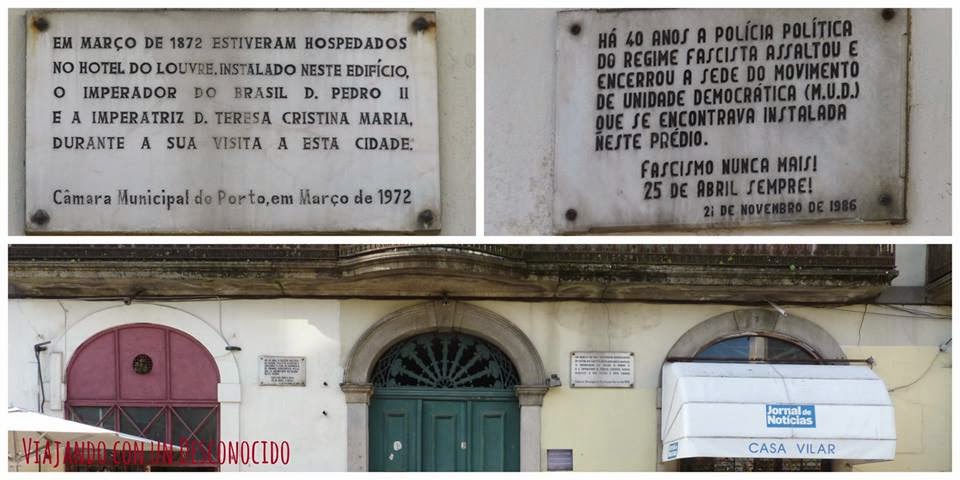 EM MARÇO DE 1872 ESTIVERAM HOSPEDADOS
NO HOTEL DO LOUVRE, INSTALADO NESTE EDIFÍCIO,
O IMPERADOR DO BRASIL D. PEDRO II
E A IMPERATRIZ D. TERESA CRISTINA MARIA,
DURANTE A SUA VISITA A ESTA CIDADE.
Câmara Municipal do Porto, em Março de 1972
HÁ 40 ANOS A POLÍCIA POLÍTICA
DO REGIME FASCISTA ASSALTOU E
ENCERROU A SEDE DO MOVIMENTO
DE UNIDADE DEMOCRÁTICA (M.U.D.)
QUE SE ENCONTRAVA INSTALADA
NESTE PRÉDIO.
FASCISMO NUNCA MAIS!
25 DE ABRIL SEMPRE!
21 DE NOVEMBRO DE 1986
Jornal de
Notícias
CASA VILAR
VIAJANDO CON UN DESCONOCIDO